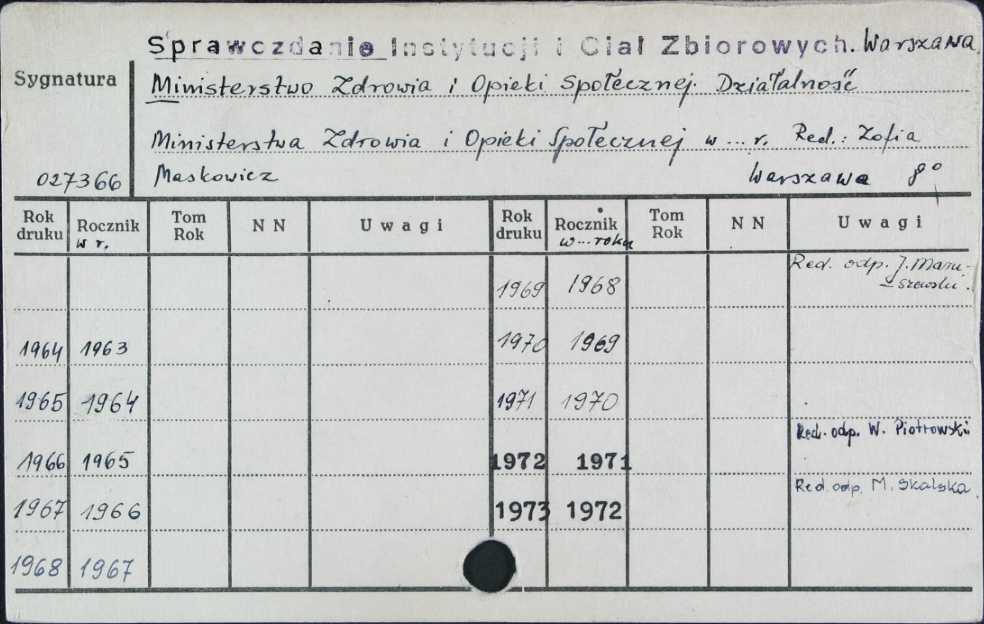 Sprawozdanie Instytucji i Ciał Zbiorowych. Warszawa.
Sygnatura
Ministerstwo Zdrowia i Opieki Społecznej. Działalność
Ministerstwa Zdrowia i Opieki Społecznej w ... r. Red.: Zofia
027366 Maskowicz Warszawa 8°
Rok druku Rocznik w r. Tom Rok N N Uwagi Rok druku Rocznik w ... roku Tom Rok N N Uwagi
1969 1968 Red. odp. J. Maniszewski.
1964 1963 1970 1969
1965 1964 1971 1970
1966 1965 1972 1971 Red. odp. W. Piotrowski
1967 1966 1973 1972 Red. odp. M. Skalska
1968 1967